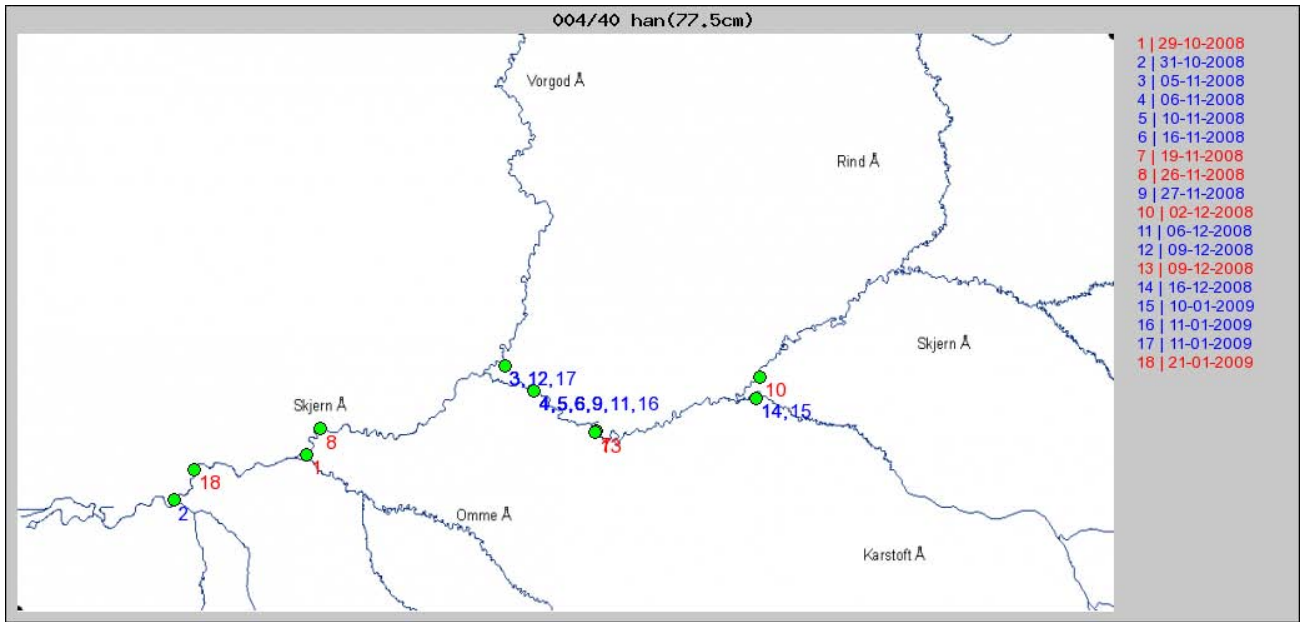 004/40 han(77.5cm)
Vorgod Å
Rind Å
Skjern Å
Skjern Å
Omme Å
Karstoft Å
3,12,17
4,5,6,9,11,16
10
14,15
13
8
1
18
2
1 | 29-10-2008
2 | 31-10-2008
3 | 05-11-2008
4 | 06-11-2008
5 | 10-11-2008
6 | 16-11-2008
7 | 19-11-2008
8 | 26-11-2008
9 | 27-11-2008
10 | 02-12-2008
11 | 06-12-2008
12 | 09-12-2008
13 | 09-12-2008
14 | 16-12-2008
15 | 10-01-2009
16 | 11-01-2009
17 | 11-01-2009
18 | 21-01-2009